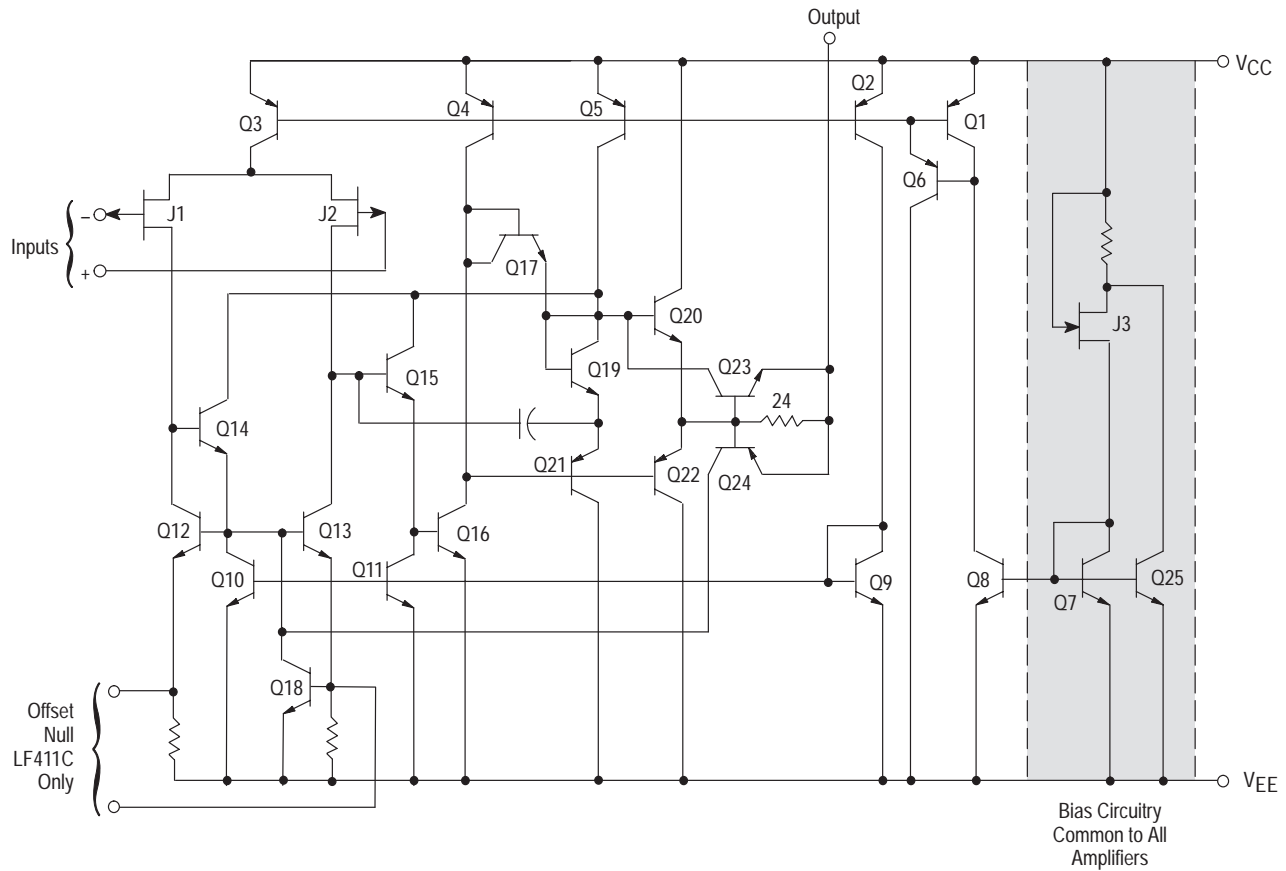 Output
VCC
Q3
Q4
Q5
Q2
Q1
Q6
J1
J2
−
Inputs
+
Q17
Q20
J3
Q15
Q19
Q23
24
Q14
Q21
Q22
Q24
Q12
Q13
Q16
Q10
Q11
Q9
Q8
Q7
Q25
Q18
Offset
Null
LF411C
Only
VEE
Bias Circuitry
Common to All
Amplifiers